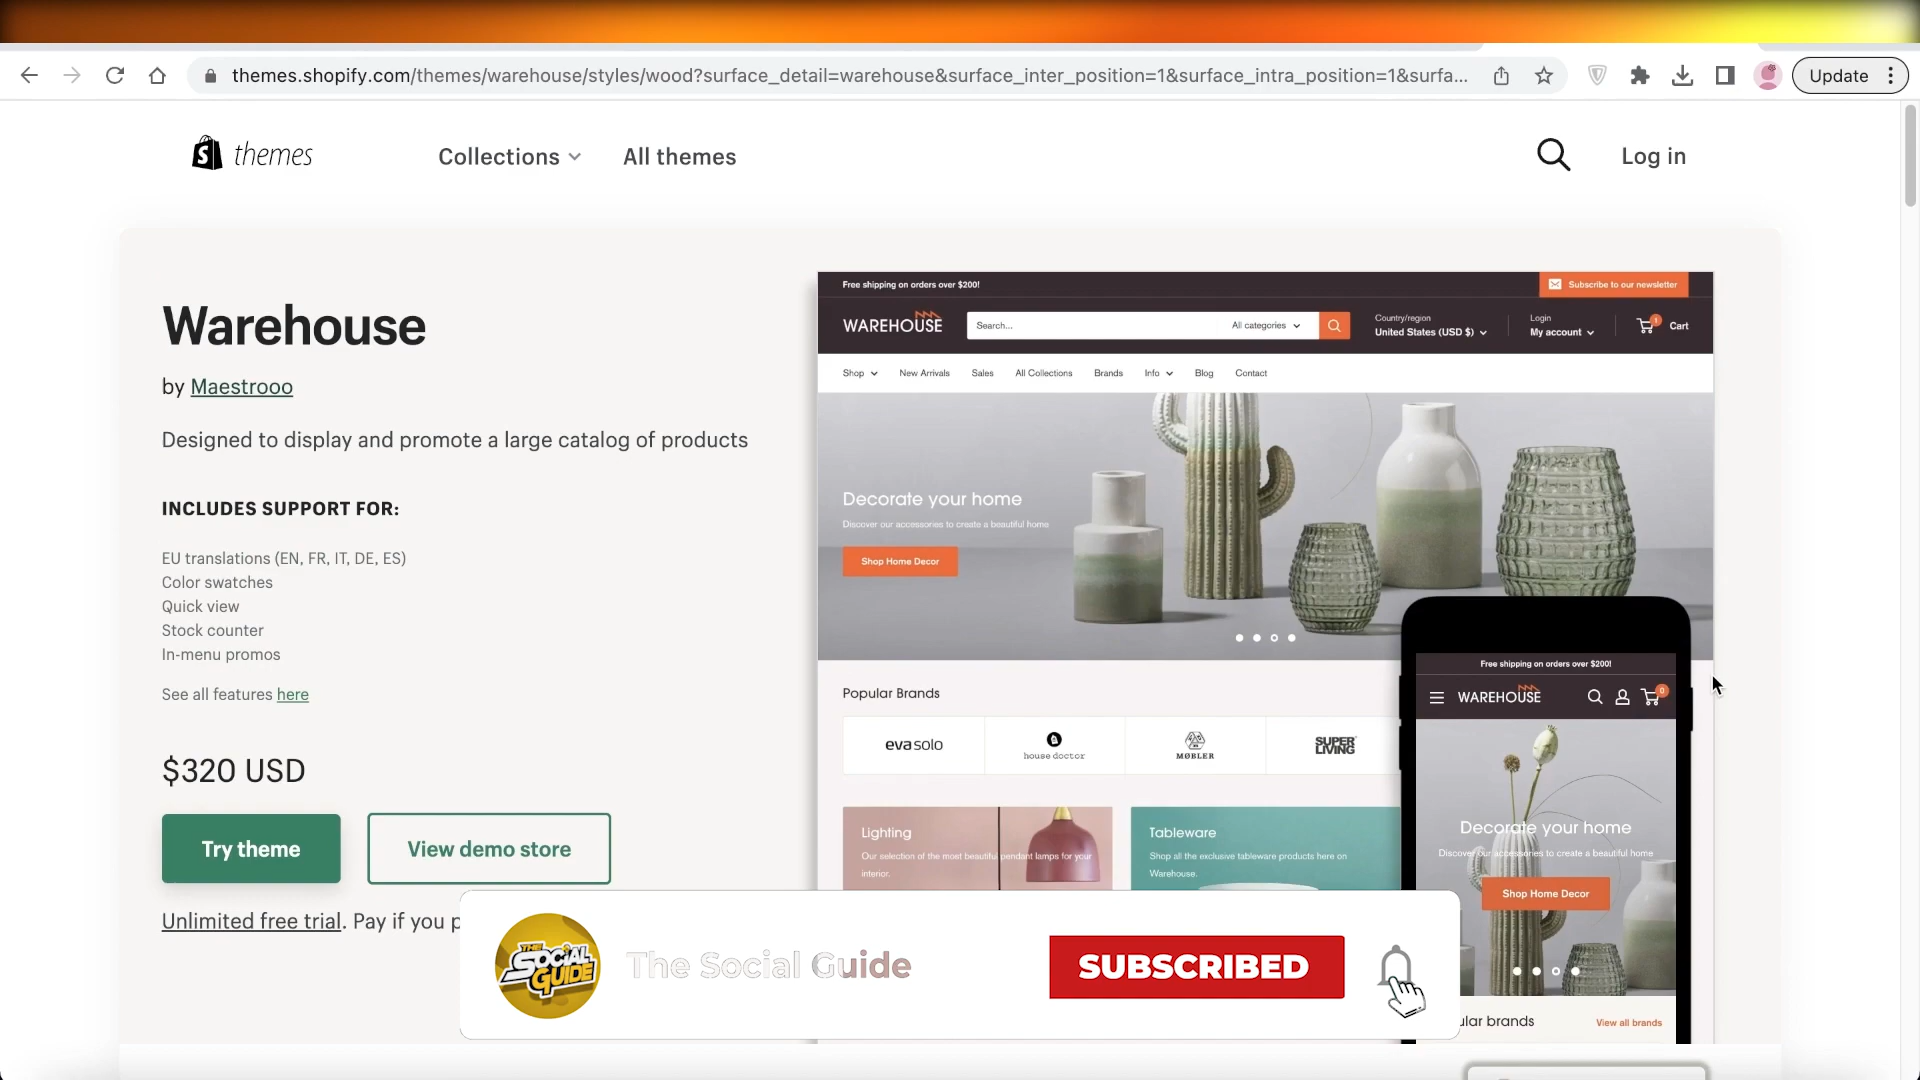 themes.shopify.com/themes/warehouse/styles/wood?surface_detail=warehouse&surface_inter_position=1&surface_intra_position=1&surfa...
Update
themes
Collections
All themes
Log in
Warehouse
by Maestrooo
Designed to display and promote a large catalog of products
INCLUDES SUPPORT FOR:
EU translations (EN, FR, IT, DE, ES)
Color swatches
Quick view
Stock counter
In-menu promos
See all features here
$320 USD
Try theme
View demo store
Unlimited free trial. Pay if you p
Free shipping on orders over $200!
Subscribe to our newsletter
WAREHOUSE
Search...
All categories
Country/region
United States (USD $)
Login
My account
1
Cart
Shop
New Arrivals
Sales
All Collections
Brands
Info
Blog
Contact
Decorate your home
Discover our accessories to create a beautiful home
Shop Home Decor
Popular Brands
eva solo
house doctor
MØBLER
SUPER
LIVING
Lighting
Our selection of the most beautiful pendant lamps for your
interior.
Tableware
Shop all the exclusive tableware products here on
Warehouse.
Free shipping on orders over $200!
WAREHOUSE
0
Decorate your home
Discover our accessories to create a beautiful home
Shop Home Decor
ular brands
View all brands
THE
SOCIAL
GUIDE
The Social Guide
SUBSCRIBED